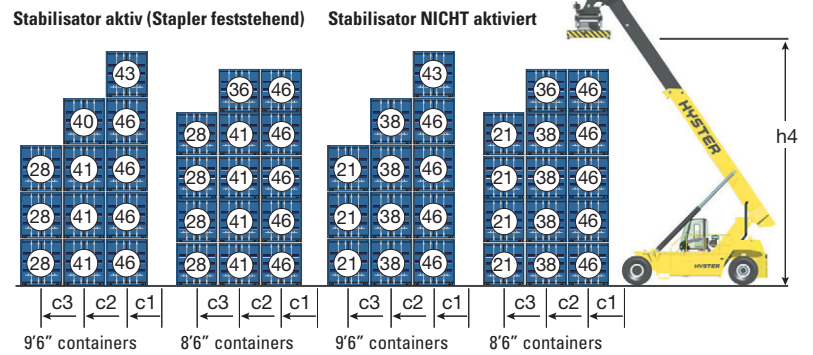 Stabilisator aktiv (Stapler feststehend)
Stabilisator NICHT aktiviert
43
40 46
28 41 46
28 41 46
28 41 46
36 46
28 41 46
28 41 46
28 41 46
28 41 46
43
38 46
21 38 46
21 38 46
21 38 46
36 46
21 38 46
21 38 46
21 38 46
21 38 46
HYSTER
HYSTER
h4
c3 c2 c1
c3 c2 c1
c3 c2 c1
c3 c2 c1
9'6” containers
8'6” containers
9'6” containers
8'6” containers